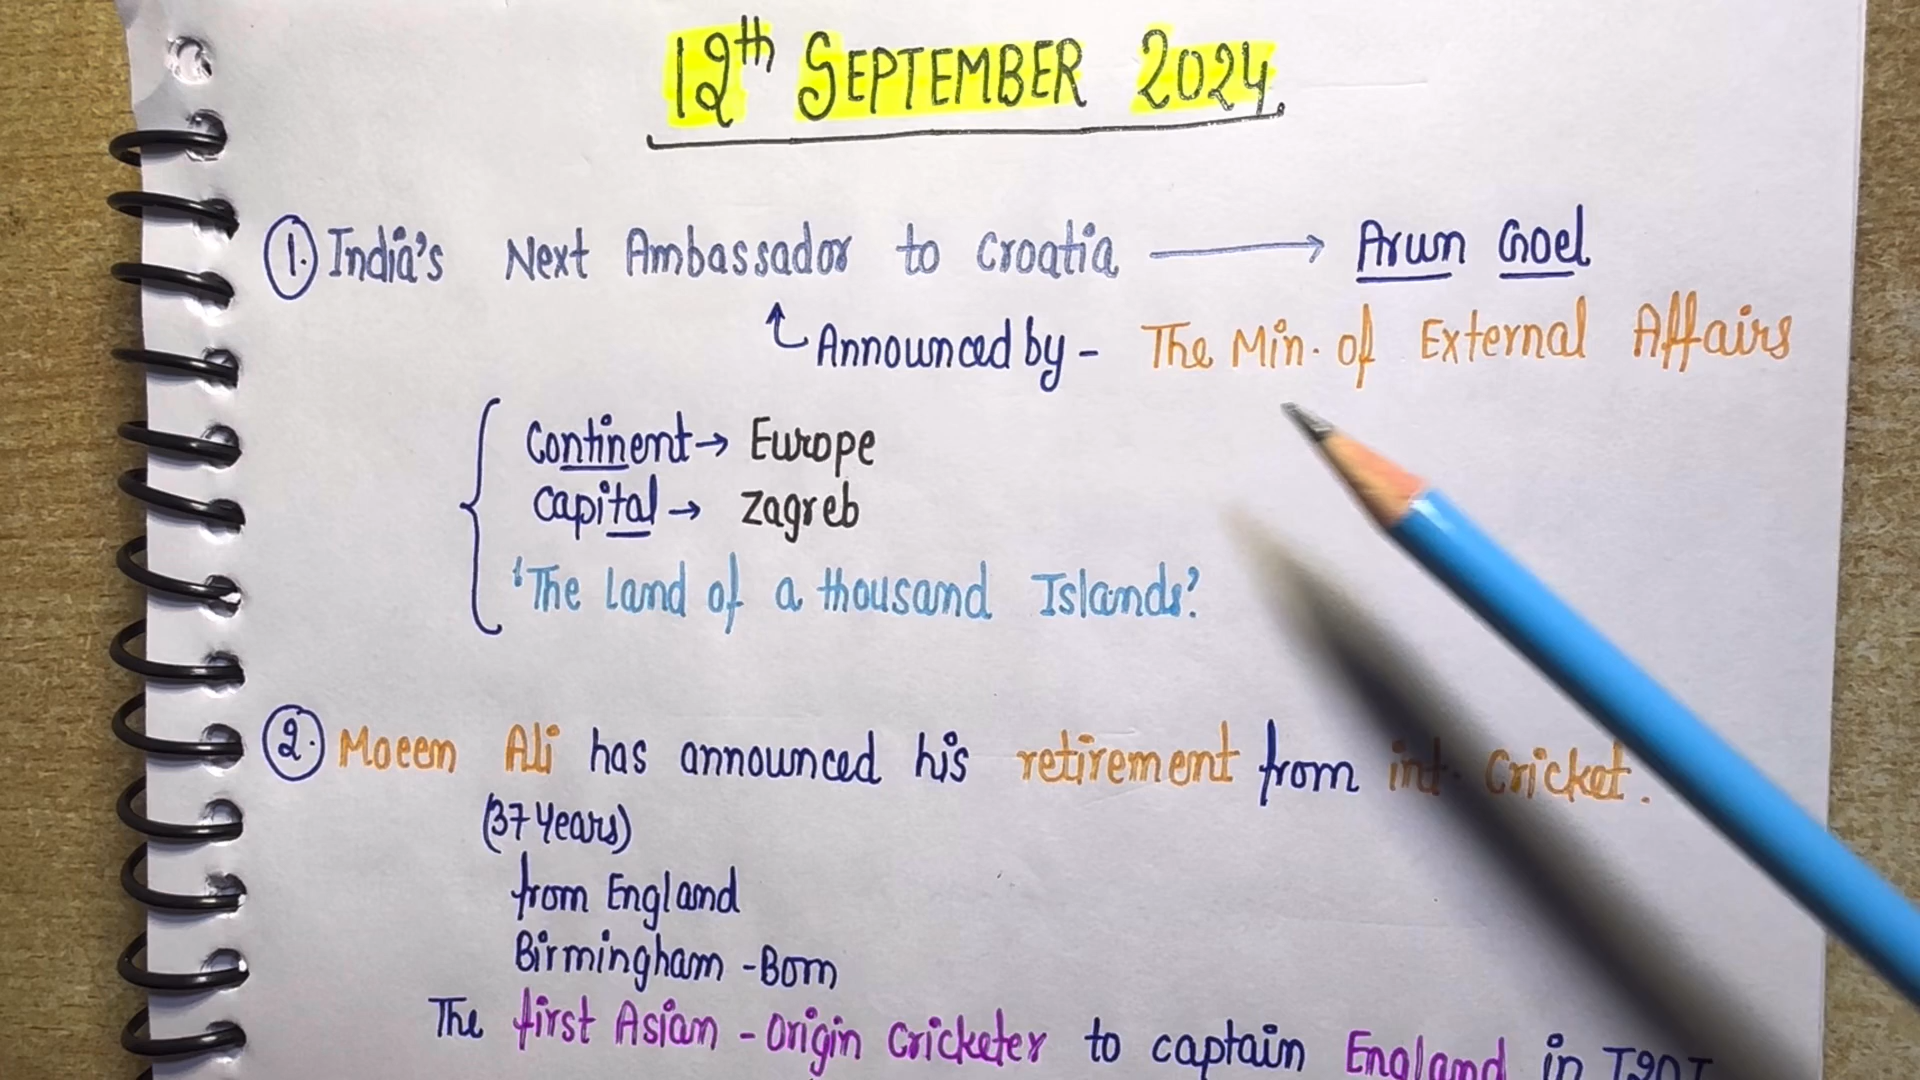 12th SEPTEMBER 2024
1. India's Next Ambassador to Croatia → Arun Goel
Announced by - The Min. of External Affairs
Continent → Europe
Capital → Zagreb
'The Land of a thousand Islands'.
2. Moeen Ali has announced his retirement from int. Cricket.
(37 Years)
from England
Birmingham - Born
The first Asian - Origin Cricketer to captain England in T20I